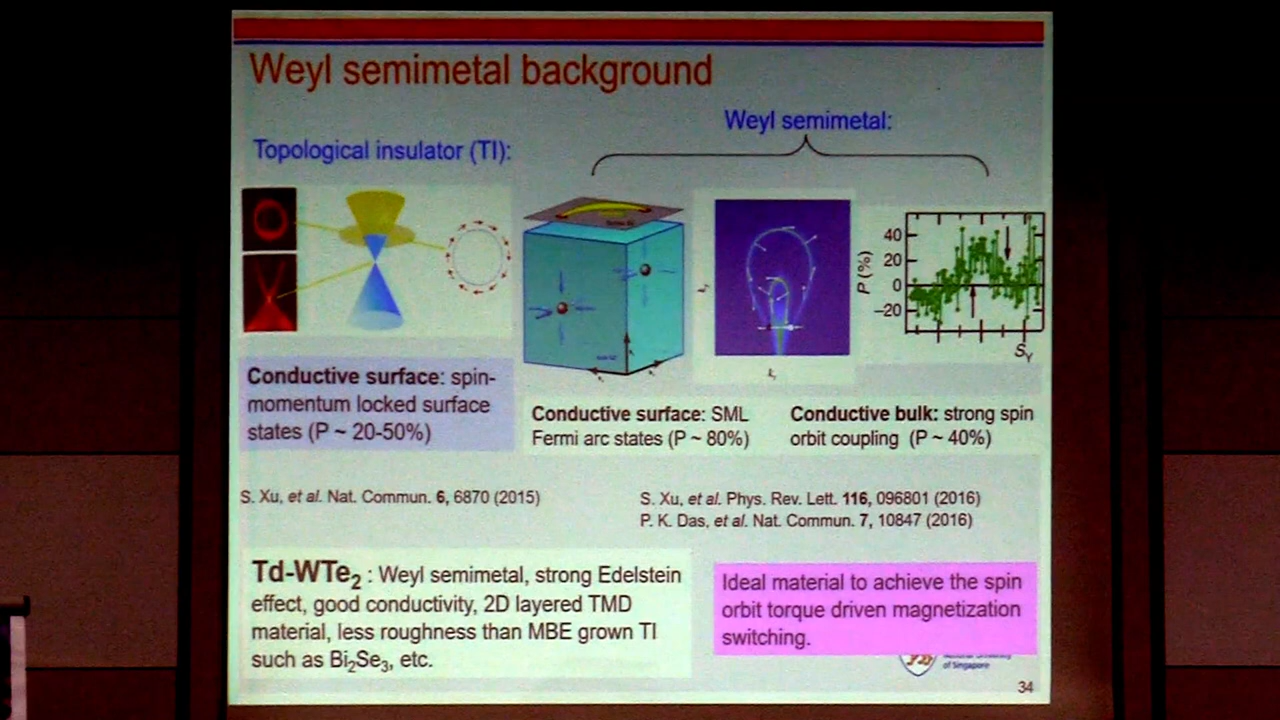 Weyl semimetal background
Weyl semimetal:
Topological insulator (TI):
P (%)
40
20
0
−20
S_Y
Conductive surface: spin-
momentum locked surface
states (P ~ 20-50%)
Conductive surface: SML
Fermi arc states (P ~ 80%)
Conductive bulk: strong spin
orbit coupling (P ~ 40%)
S. Xu, et al. Nat. Commun. 6, 6870 (2015)
S. Xu, et al. Phys. Rev. Lett. 116, 096801 (2016)
P. K. Das, et al. Nat. Commun. 7, 10847 (2016)
Td-WTe₂ : Weyl semimetal, strong Edelstein
effect, good conductivity, 2D layered TMD
material, less roughness than MBE grown TI
such as Bi₂Se₃, etc.
Ideal material to achieve the spin
orbit torque driven magnetization
switching.
of Singapore
34